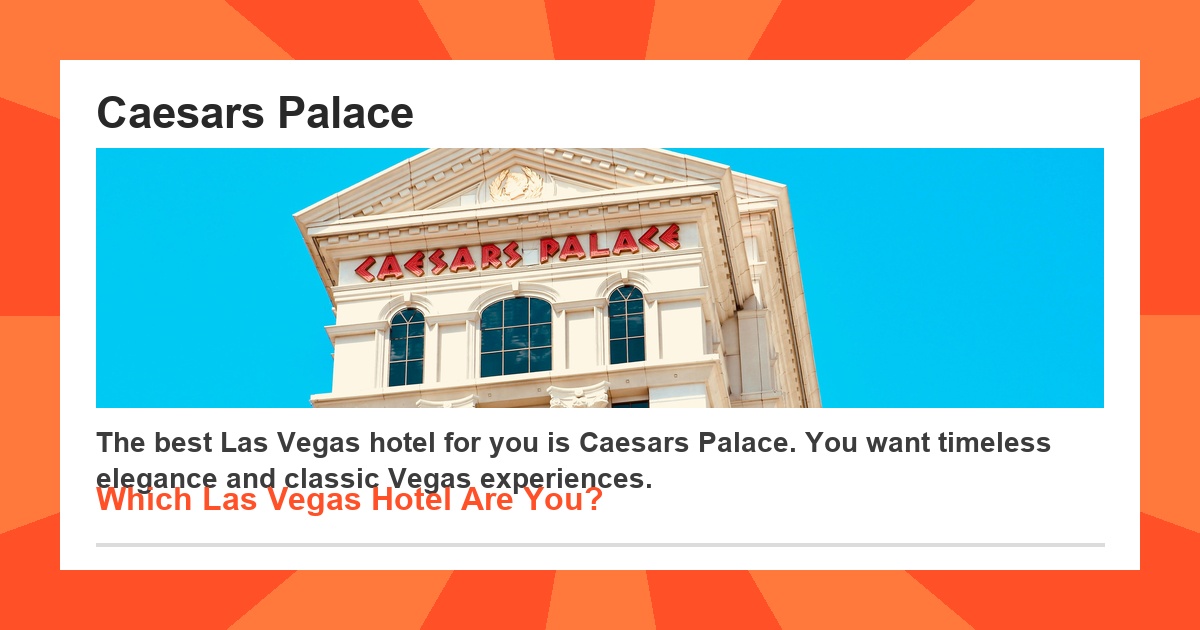 Caesars Palace
CAESARS PALACE
The best Las Vegas hotel for you is Caesars Palace. You want timeless
elegance and classic Vegas experiences.
Which Las Vegas Hotel Are You?